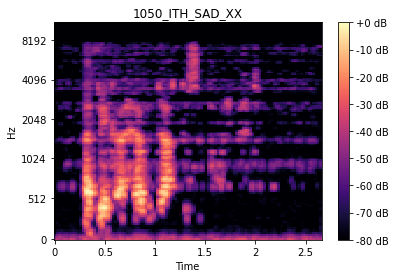 1050_ITH_SAD_XX
Hz
8192
4096
2048
1024
512
0
0 0.5 1 1.5 2 2.5
Time
+0 dB
-10 dB
-20 dB
-30 dB
-40 dB
-50 dB
-60 dB
-70 dB
-80 dB